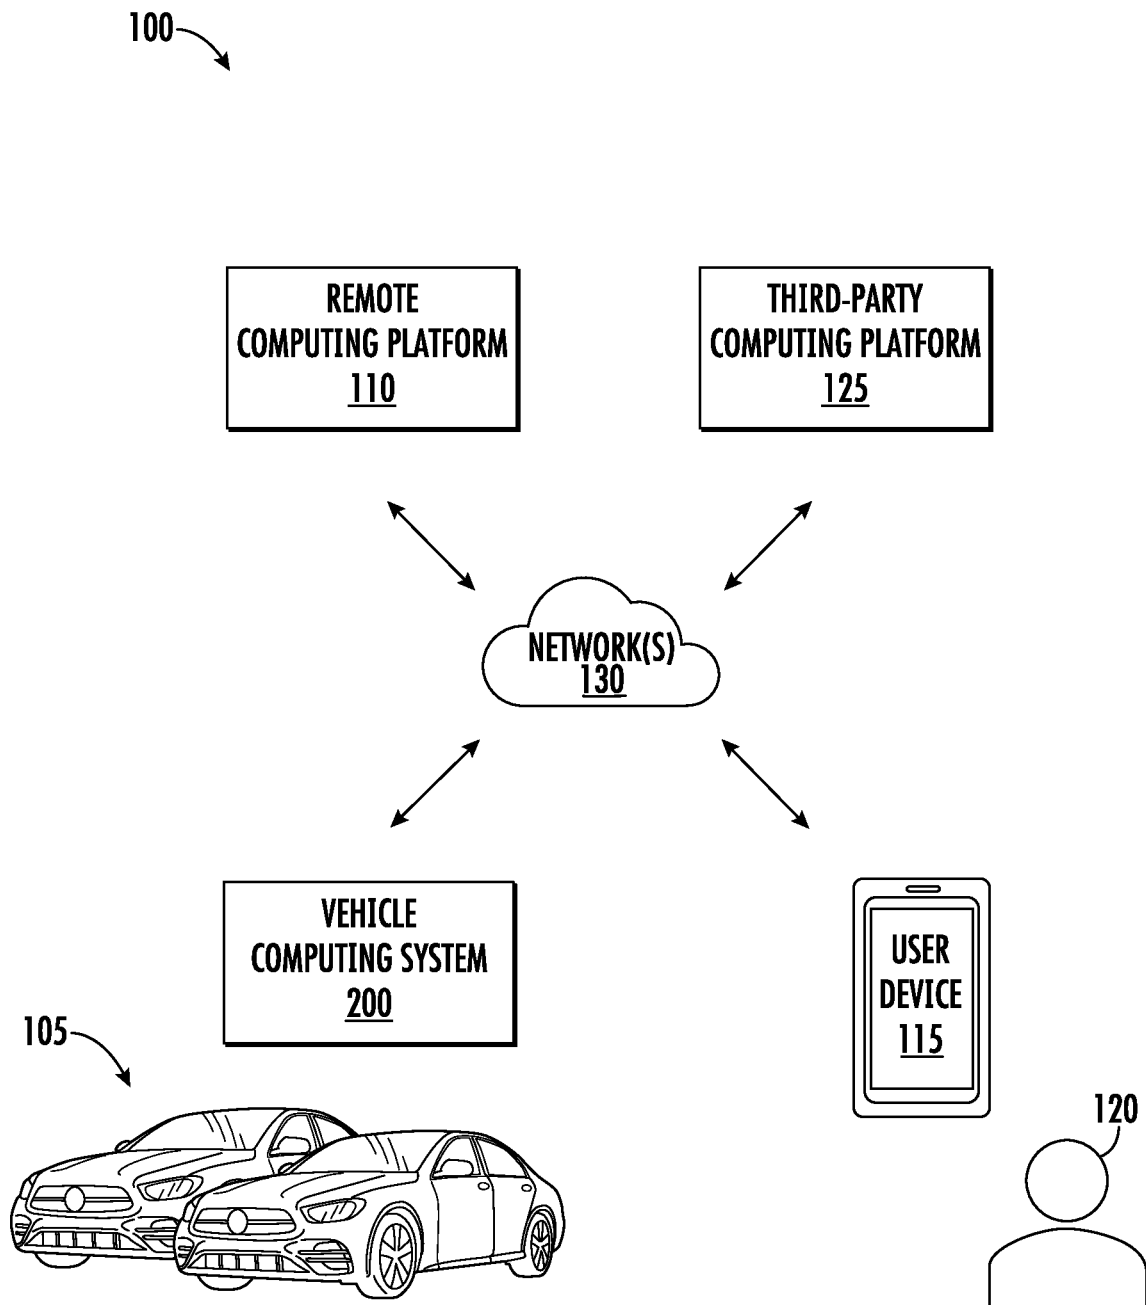 100
REMOTE
COMPUTING PLATFORM
110
THIRD-PARTY
COMPUTING PLATFORM
125
NETWORK(S)
130
VEHICLE
COMPUTING SYSTEM
200
USER
DEVICE
115
105
120